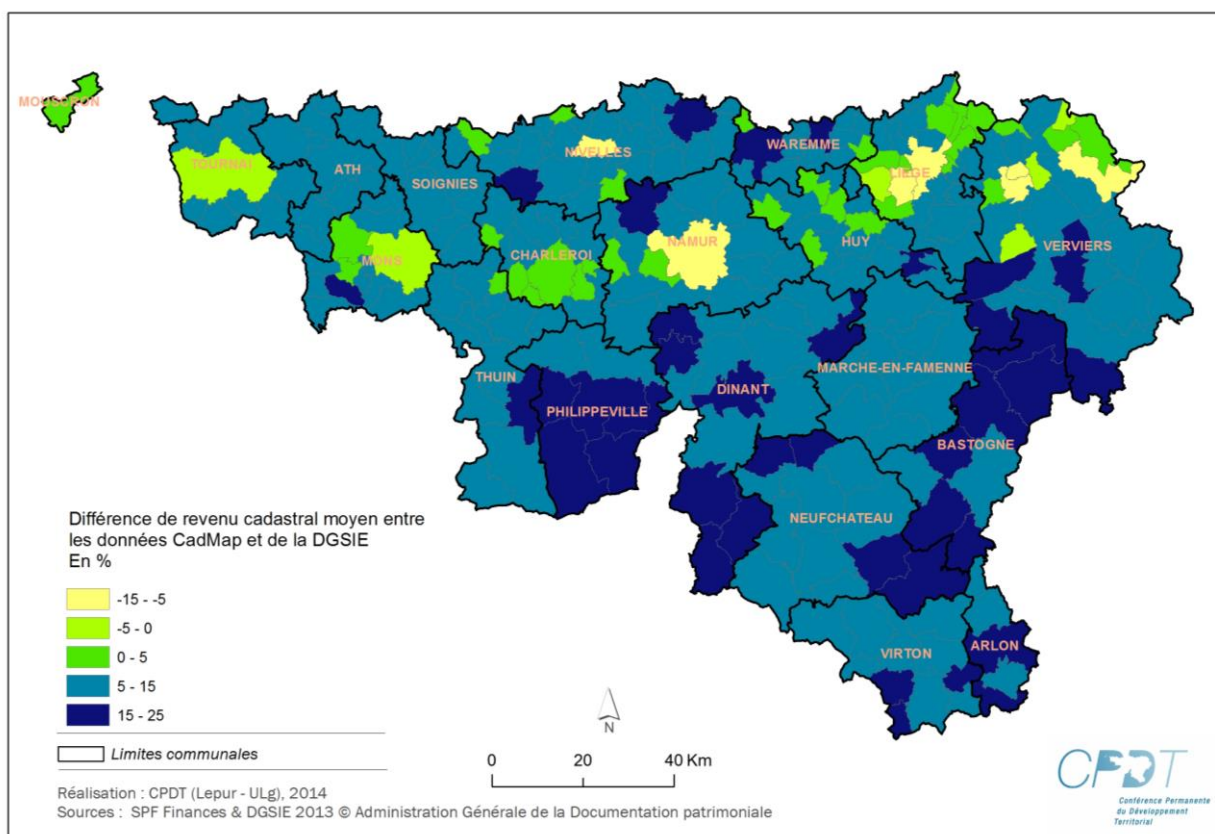 MOUSCRON
TOURNAI
ATH
SOIGNIES
MONS
NIVELLES
CHARLEROI
NAMUR
WAREMME
LIEGE
HUY
VERVIERS
THUIN
PHILIPPEVILLE
DINANT
MARCHE-EN-FAMENNE
BASTOGNE
NEUFCHATEAU
VIRTON
ARLON
Différence de revenu cadastral moyen entre
les données CadMap et de la DGSIE
En %
-15 - -5
-5 - 0
0 - 5
5 - 15
15 - 25
Limites communales
N
0 20 40 Km
Réalisation : CPDT (Lepur - ULg), 2014
Sources : SPF Finances & DGSIE 2013 © Administration Générale de la Documentation patrimoniale
CPDT
Conférence Permanente
du Développement
Territorial